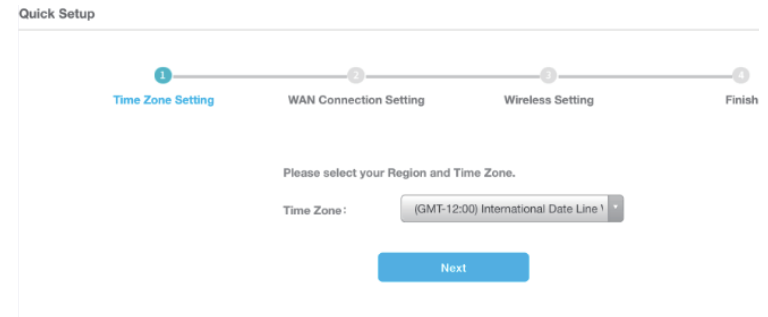 Quick Setup
1 2 3 4
Time Zone Setting WAN Connection Setting Wireless Setting Finish
Please select your Region and Time Zone.
Time Zone: (GMT-12:00) International Date Line
Next